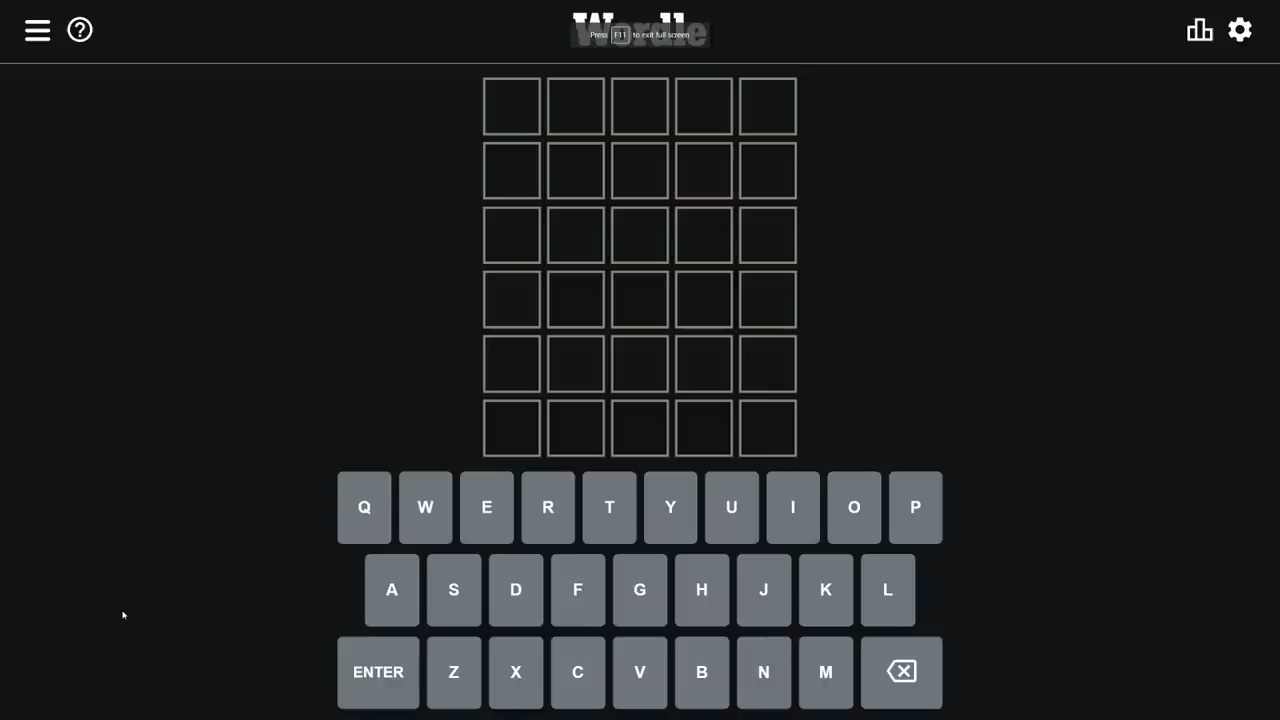 Wordle
Press F11 to exit full screen
Q W E R T Y U I O P
A S D F G H J K L
ENTER Z X C V B N M